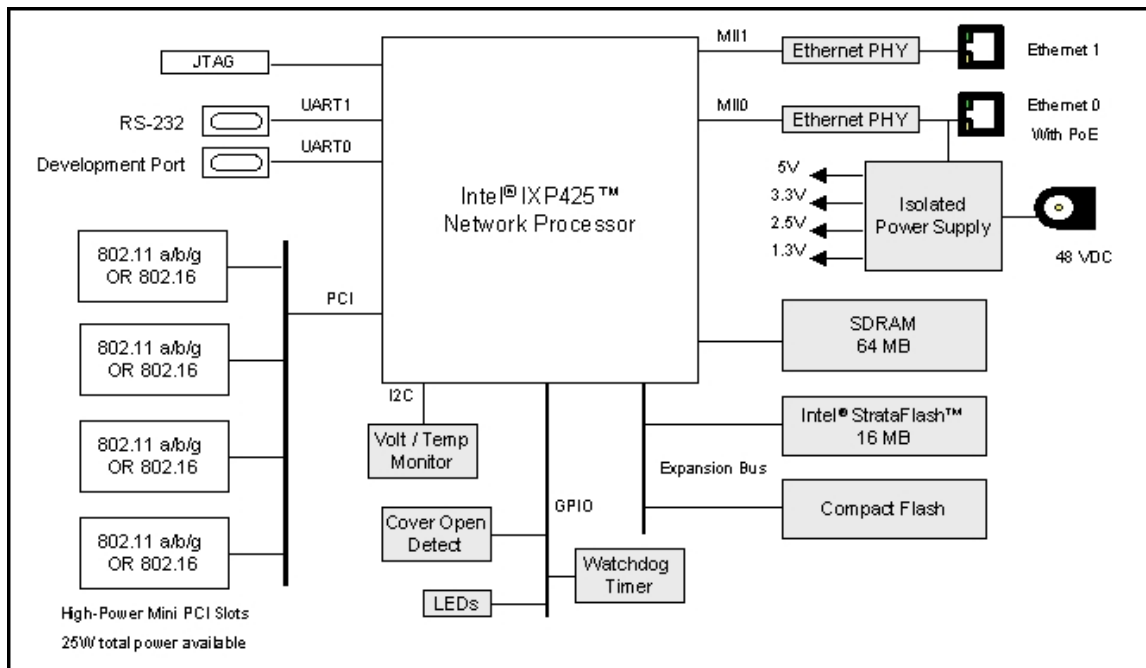 JTAG
RS-232
UART1
Development Port
UART0
Intel® IXP425™
Network Processor
MII1
Ethernet PHY
Ethernet 1
MII0
Ethernet PHY
Ethernet 0
With PoE
5V
3.3V
2.5V
1.3V
Isolated
Power Supply
48 VDC
802.11 a/b/g
OR 802.16
802.11 a/b/g
OR 802.16
802.11 a/b/g
OR 802.16
802.11 a/b/g
OR 802.16
PCI
High-Power Mini PCI Slots
25W total power available
I2C
Volt / Temp
Monitor
GPIO
Cover Open
Detect
LEDs
Watchdog
Timer
Expansion Bus
SDRAM
64 MB
Intel® StrataFlash™
16 MB
Compact Flash